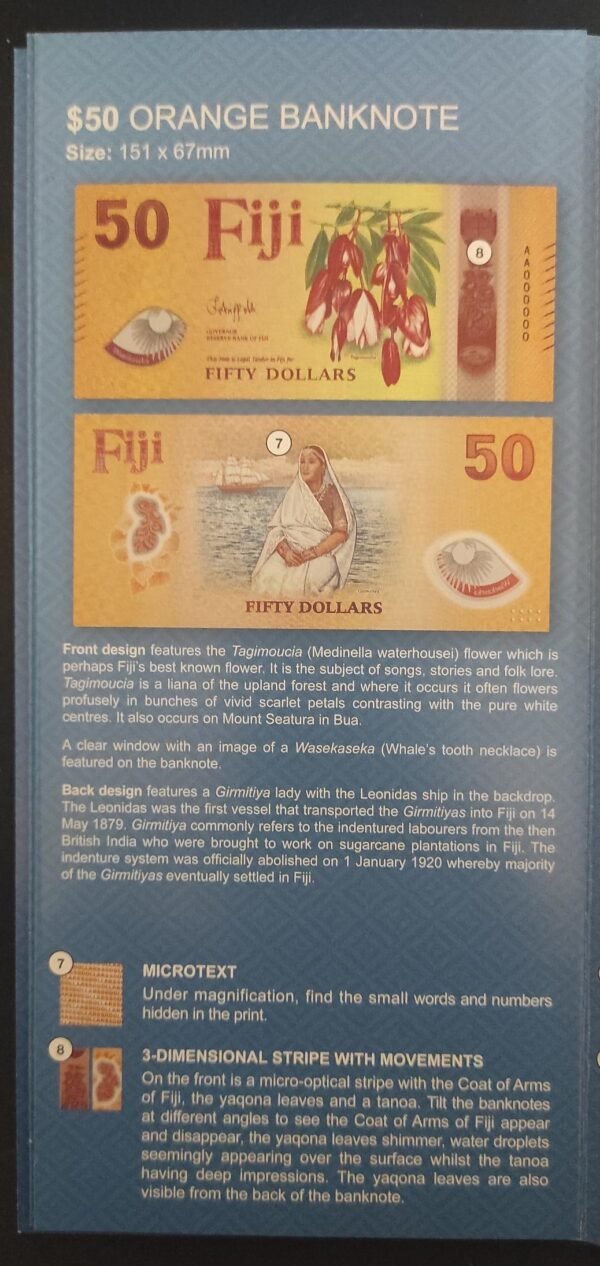 $50 ORANGE BANKNOTE
Size: 151 x 67mm
50
Fiji
8
AA000000
GOVERNOR
RESERVE BANK OF FIJI
This Note is Legal Tender in Fiji for
FIFTY DOLLARS
Tagimoucia
Fiji
7
50
FIFTY DOLLARS
Front design features the Tagimoucia (Medinella waterhousei) flower which is
perhaps Fiji's best known flower. It is the subject of songs, stories and folk lore.
Tagimoucia is a liana of the upland forest and where it occurs it often flowers
profusely in bunches of vivid scarlet petals contrasting with the pure white
centres. It also occurs on Mount Seatura in Bua.
A clear window with an image of a Wasekaseka (Whale's tooth necklace) is
featured on the banknote.
Back design features a Girmitiya lady with the Leonidas ship in the backdrop.
The Leonidas was the first vessel that transported the Girmitiyas into Fiji on 14
May 1879. Girmitiya commonly refers to the indentured labourers from the then
British India who were brought to work on sugarcane plantations in Fiji. The
indenture system was officially abolished on 1 January 1920 whereby majority
of the Girmitiyas eventually settled in Fiji.
7
MICROTEXT
Under magnification, find the small words and numbers
hidden in the print.
8
3-DIMENSIONAL STRIPE WITH MOVEMENTS
On the front is a micro-optical stripe with the Coat of Arms
of Fiji, the yaqona leaves and a tanoa. Tilt the banknotes
at different angles to see the Coat of Arms of Fiji appear
and disappear, the yaqona leaves shimmer, water droplets
seemingly appearing over the surface whilst the tanoa
having deep impressions. The yaqona leaves are also
visible from the back of the banknote.